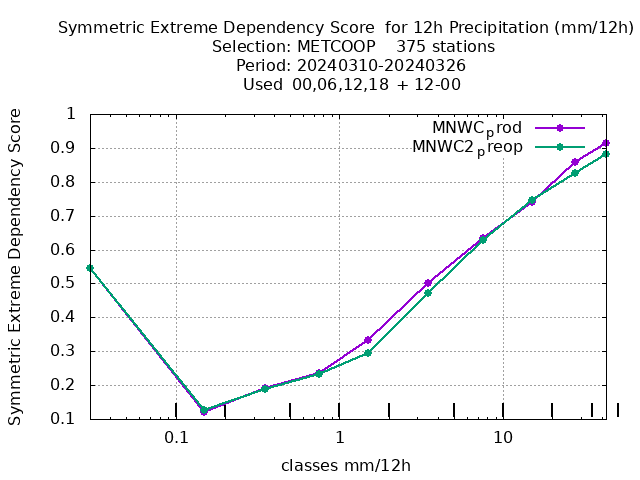 Symmetric Extreme Dependency Score for 12h Precipitation (mm/12h)
Selection: METCOOP 375 stations
Period: 20240310-20240326
Used 00,06,12,18 + 12-00
MNWCprod
MNWC2preop
Symmetric Extreme Dependency Score
1
0.9
0.8
0.7
0.6
0.5
0.4
0.3
0.2
0.1
0.1
1
10
classes mm/12h